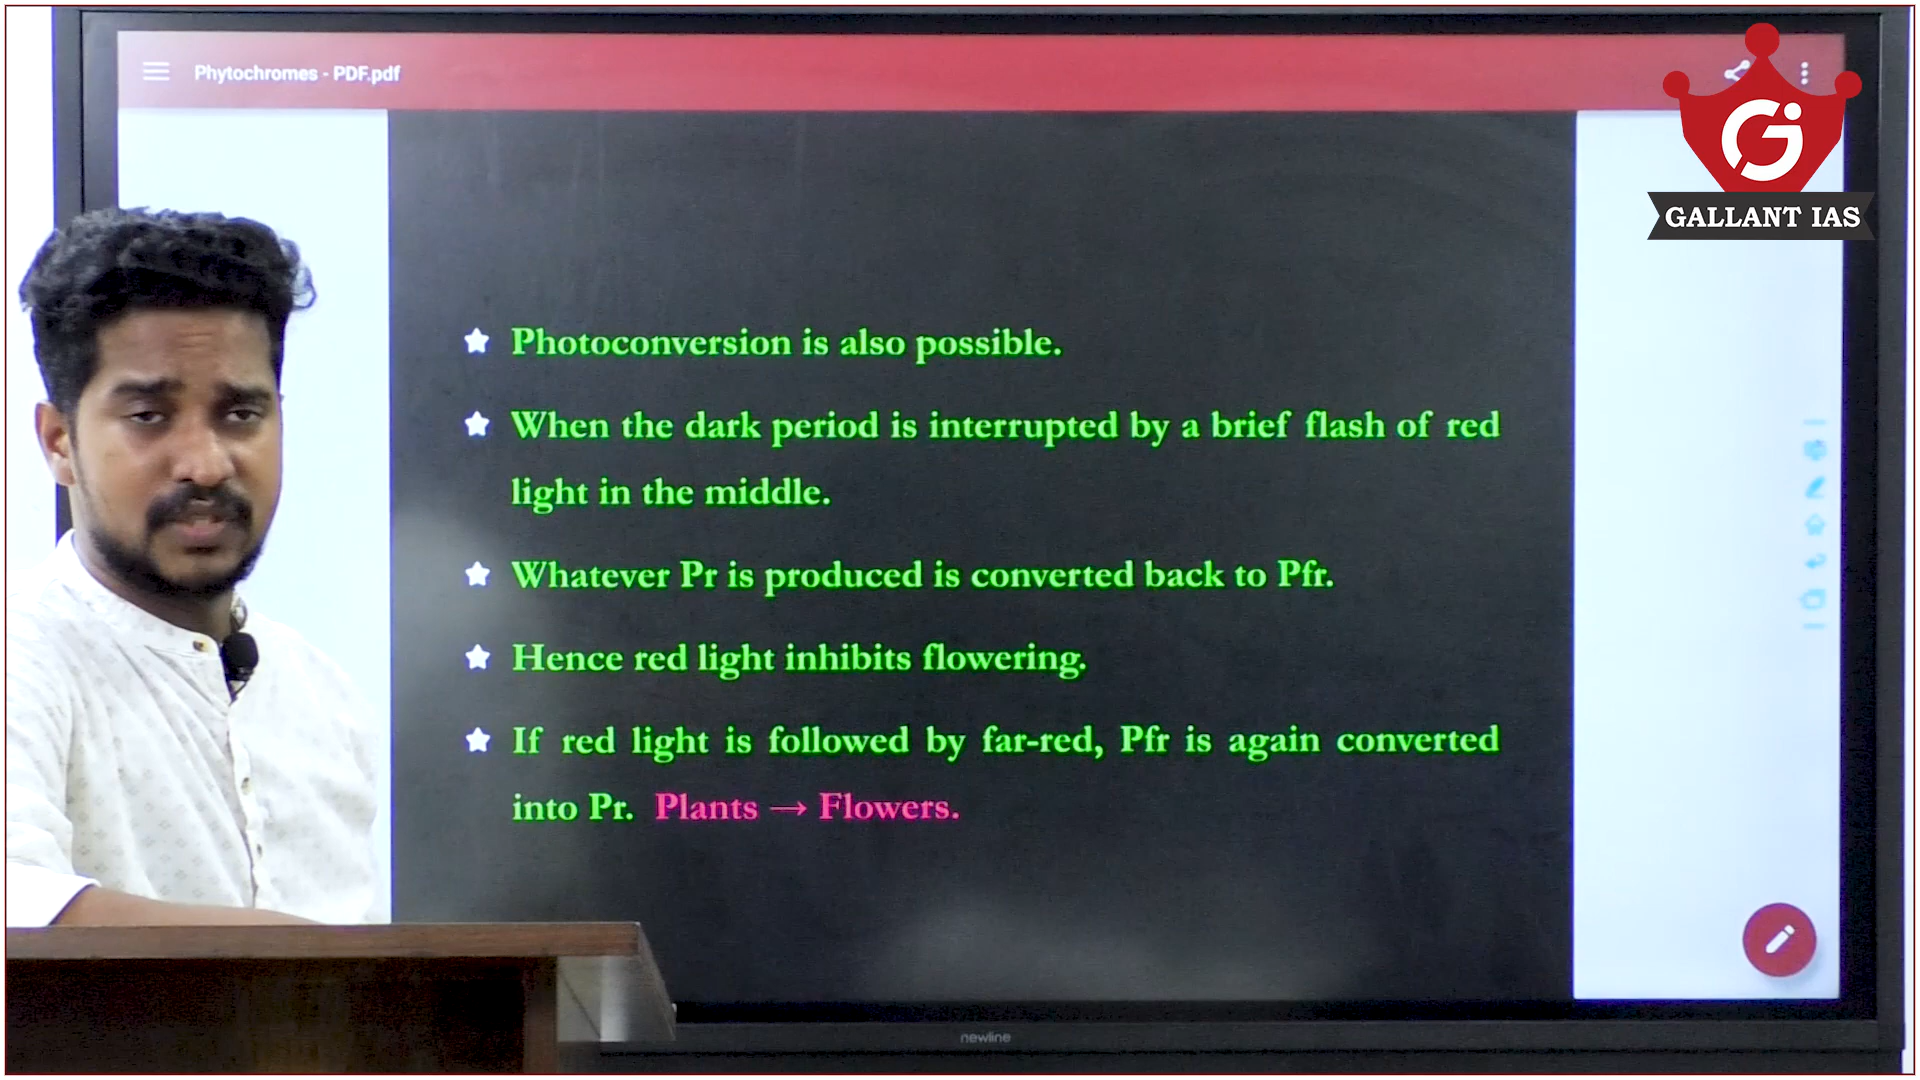 Phytochromes - PDF.pdf
GALLANT IAS
Photoconversion is also possible.
When the dark period is interrupted by a brief flash of red
light in the middle.
Whatever Pr is produced is converted back to Pfr.
Hence red light inhibits flowering.
If red light is followed by far-red, Pfr is again converted
into Pr. Plants → Flowers.
newline